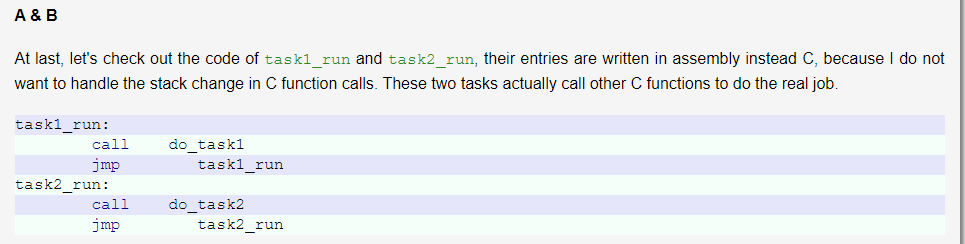 A & B
At last, let's check out the code of task1_run and task2_run, their entries are written in assembly instead C, because I do not
want to handle the stack change in C function calls. These two tasks actually call other C functions to do the real job.
task1_run:
call do_task1
jmp task1_run
task2_run:
call do_task2
jmp task2_run